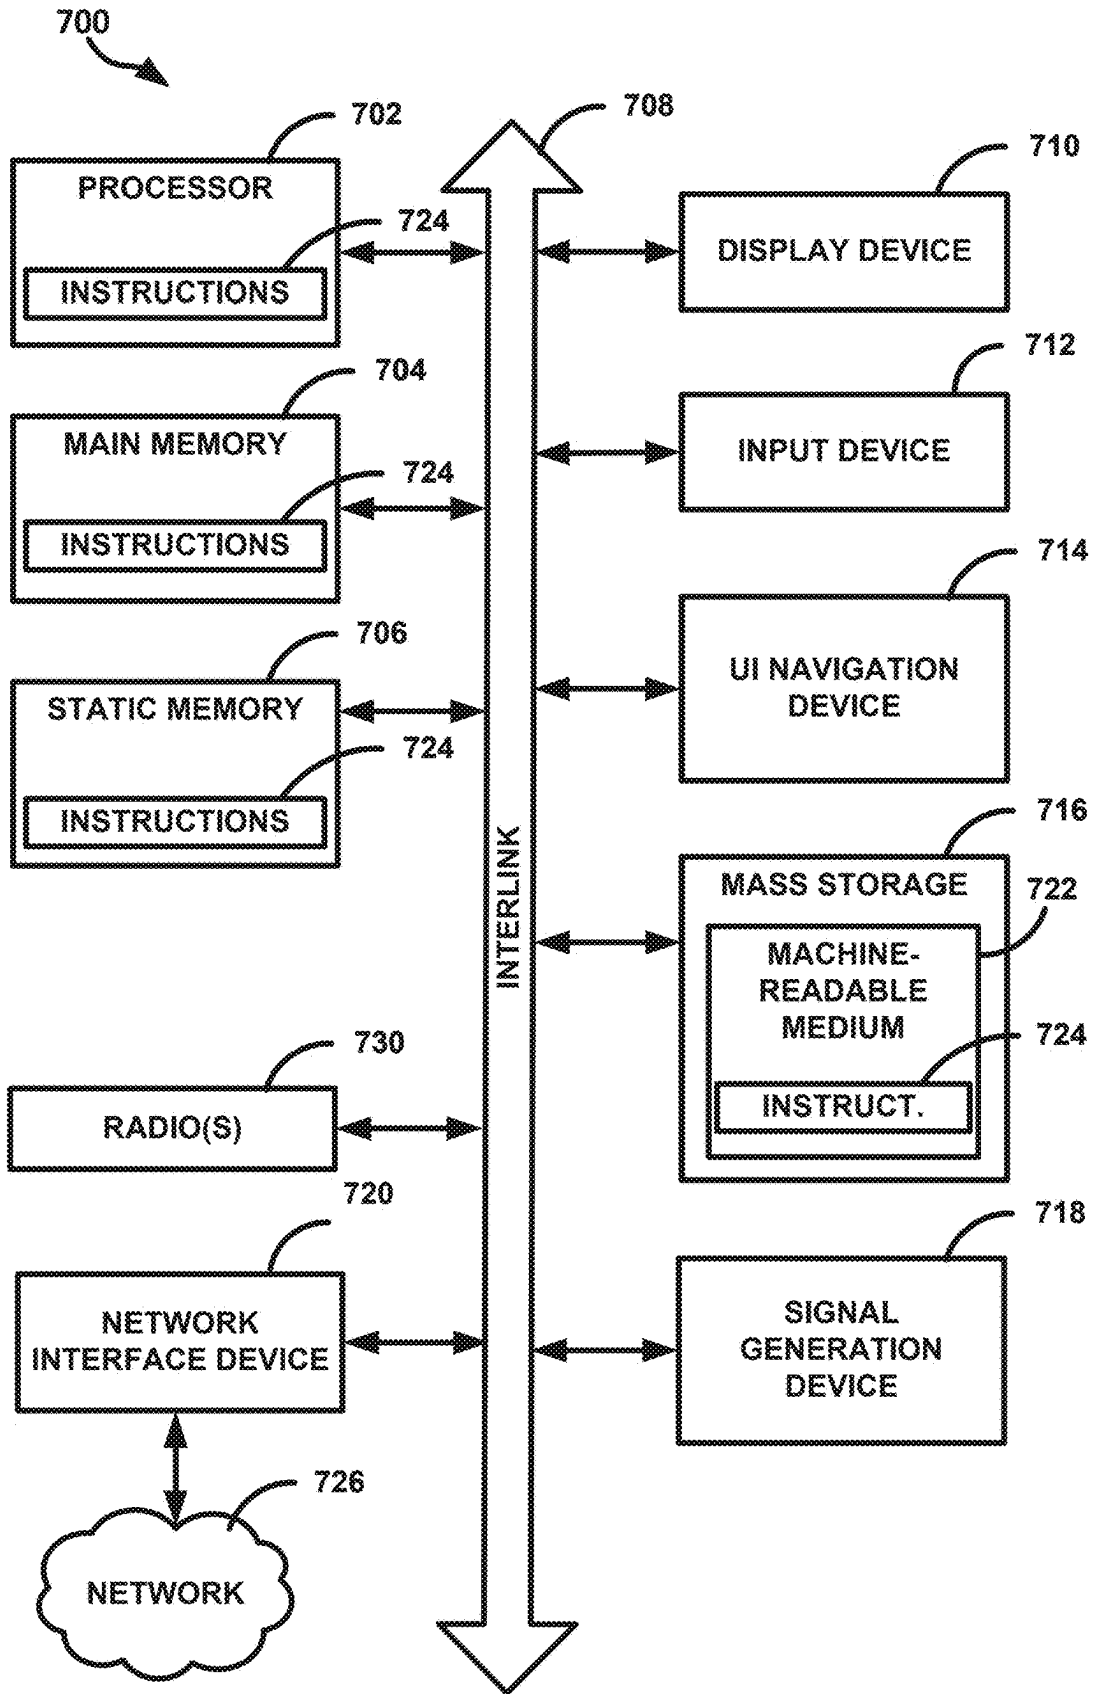 700
702
PROCESSOR
724
INSTRUCTIONS
704
MAIN MEMORY
724
INSTRUCTIONS
706
STATIC MEMORY
724
INSTRUCTIONS
730
RADIO(S)
720
NETWORK
INTERFACE DEVICE
726
NETWORK
708
INTERLINK
710
DISPLAY DEVICE
712
INPUT DEVICE
714
UI NAVIGATION
DEVICE
716
MASS STORAGE
722
MACHINE-
READABLE
MEDIUM
724
INSTRUCT.
718
SIGNAL
GENERATION
DEVICE